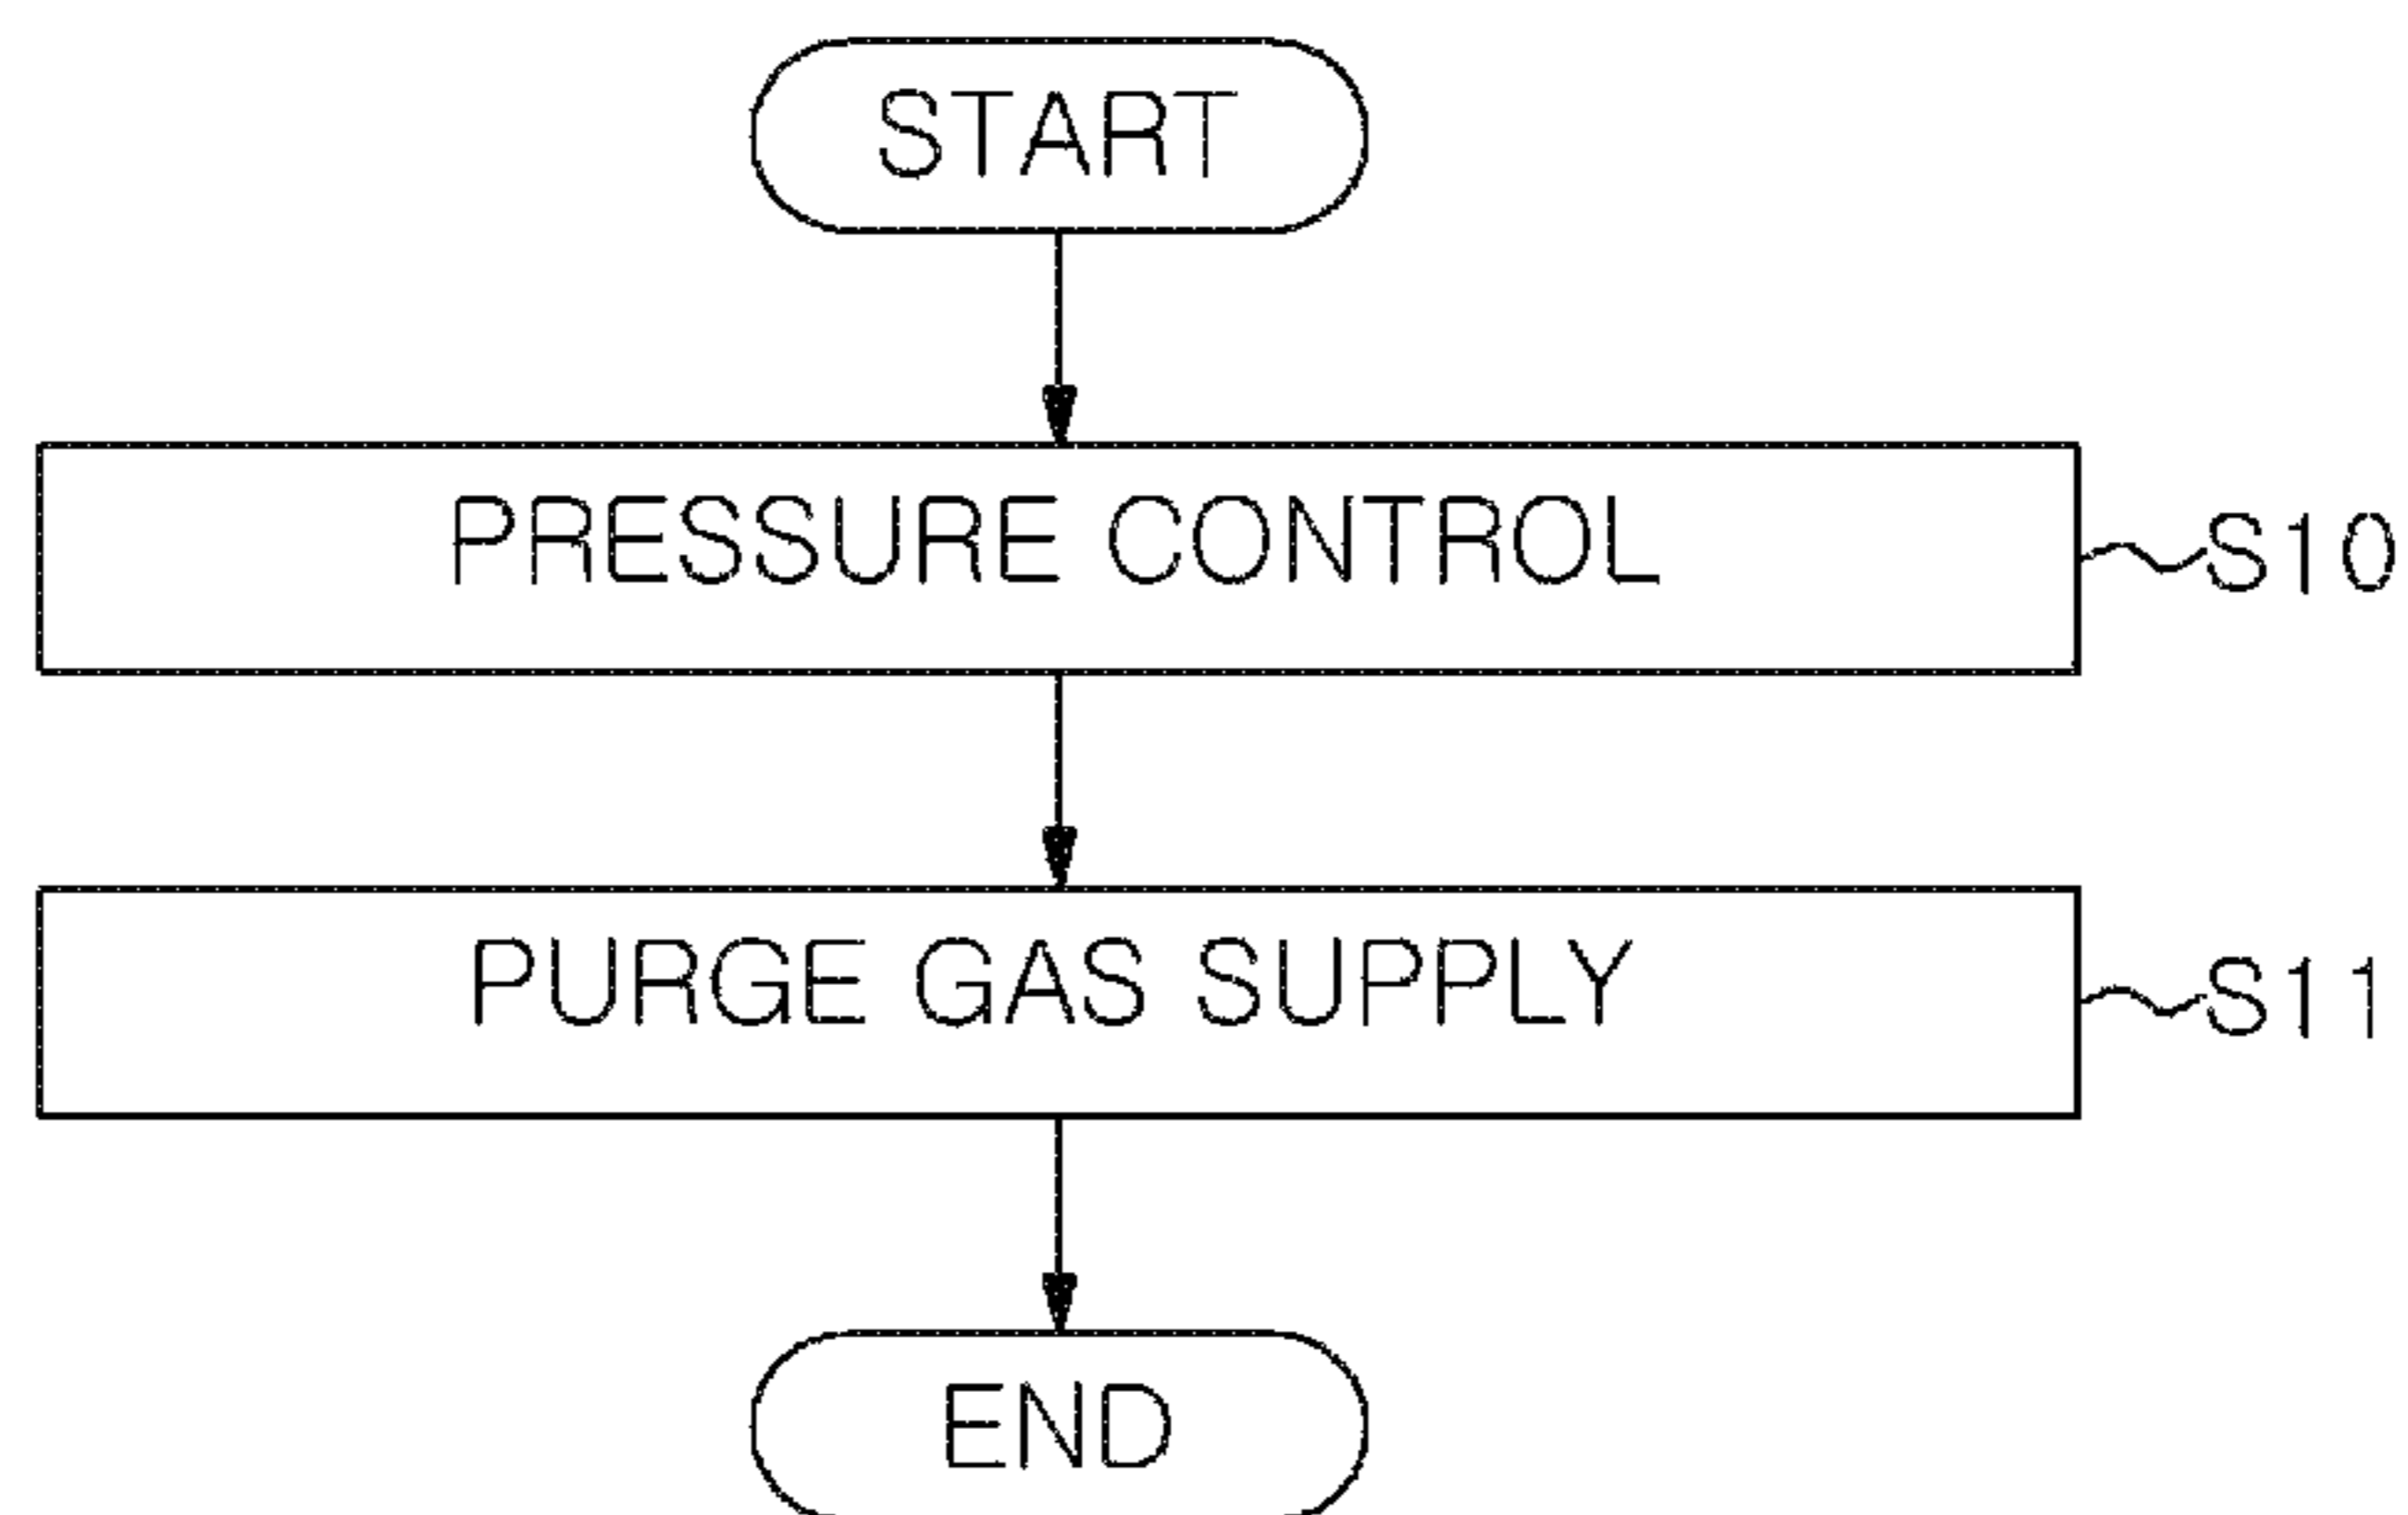 START
PRESSURE CONTROL
S10
PURGE GAS SUPPLY
S11
END